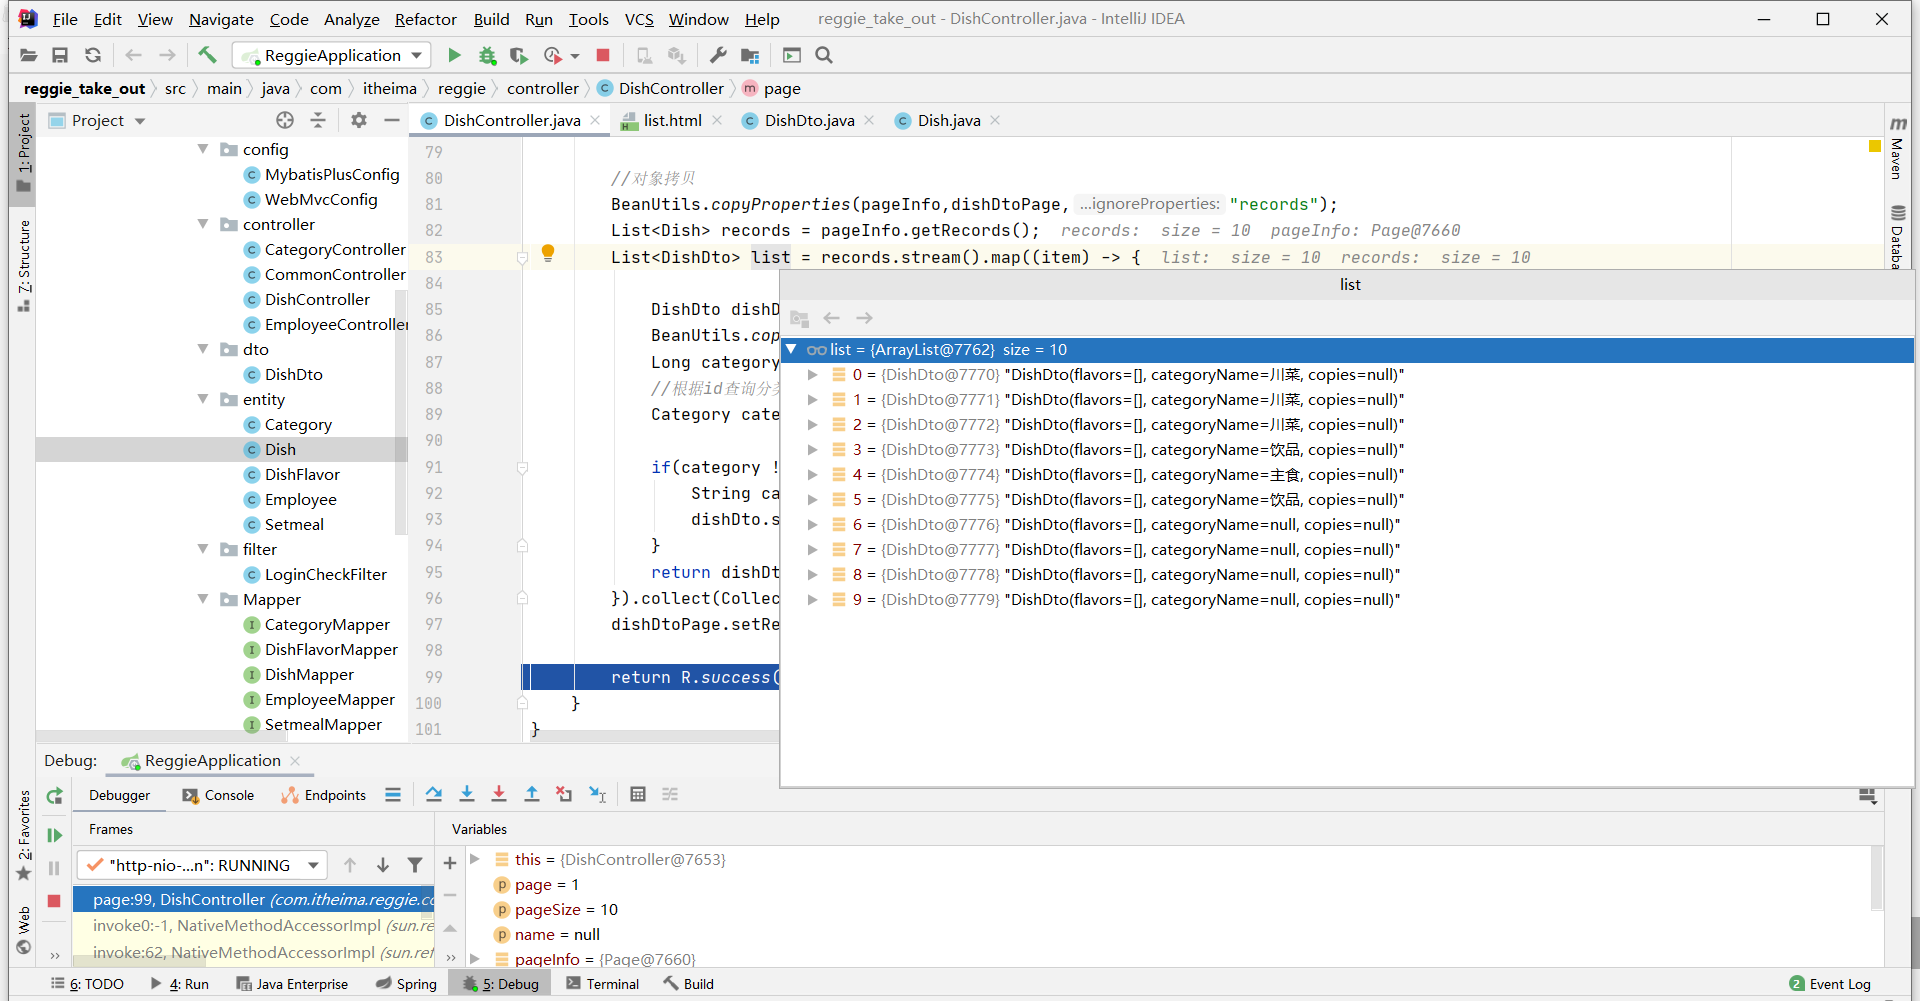 File Edit View Navigate Code Analyze Refactor Build Run Tools VCS Window Help reggie_take_out - DishController.java - IntelliJ IDEA
ReggieApplication
reggie_take_out src main java com itheima reggie controller DishController page
1: Project
7: Structure
2: Favorites
Web
Project
config
MybatisPlusConfig
WebMvcConfig
controller
CategoryController
CommonController
DishController
EmployeeController
dto
DishDto
entity
Category
Dish
DishFlavor
Employee
Setmeal
filter
LoginCheckFilter
Mapper
CategoryMapper
DishFlavorMapper
DishMapper
EmployeeMapper
SetmealMapper
DishController.java list.html DishDto.java Dish.java
79
80 //对象拷贝
81 BeanUtils.copyProperties(pageInfo,dishDtoPage, ...ignoreProperties: "records");
82 List<Dish> records = pageInfo.getRecords(); records: size = 10 pageInfo: Page@7660
83 List<DishDto> list = records.stream().map((item) -> { list: size = 10 records: size = 10
84
85 DishDto dishD
86 BeanUtils.cop
87 Long category
88 //根据id查询分类
89 Category cate
90
91 if(category !
92 String ca
93 dishDto.s
94 }
95 return dishDt
96 }).collect(Collec
97 dishDtoPage.setRe
98
99 return R.success(
100 }
101 }
Maven
Databa
list
list = {ArrayList@7762} size = 10
0 = {DishDto@7770} "DishDto(flavors=[], categoryName=川菜, copies=null)"
1 = {DishDto@7771} "DishDto(flavors=[], categoryName=川菜, copies=null)"
2 = {DishDto@7772} "DishDto(flavors=[], categoryName=川菜, copies=null)"
3 = {DishDto@7773} "DishDto(flavors=[], categoryName=饮品, copies=null)"
4 = {DishDto@7774} "DishDto(flavors=[], categoryName=主食, copies=null)"
5 = {DishDto@7775} "DishDto(flavors=[], categoryName=饮品, copies=null)"
6 = {DishDto@7776} "DishDto(flavors=[], categoryName=null, copies=null)"
7 = {DishDto@7777} "DishDto(flavors=[], categoryName=null, copies=null)"
8 = {DishDto@7778} "DishDto(flavors=[], categoryName=null, copies=null)"
9 = {DishDto@7779} "DishDto(flavors=[], categoryName=null, copies=null)"
Debug: ReggieApplication
Debugger Console Endpoints
Frames
"http-nio-...n": RUNNING
page:99, DishController (com.itheima.reggie.co
invoke0:-1, NativeMethodAccessorImpl (sun.re
invoke:62, NativeMethodAccessorImpl (sun.ref
Variables
this = {DishController@7653}
page = 1
pageSize = 10
name = null
pageInfo = {Page@7660}
6: TODO 4: Run Java Enterprise Spring 5: Debug Terminal Build 2 Event Log